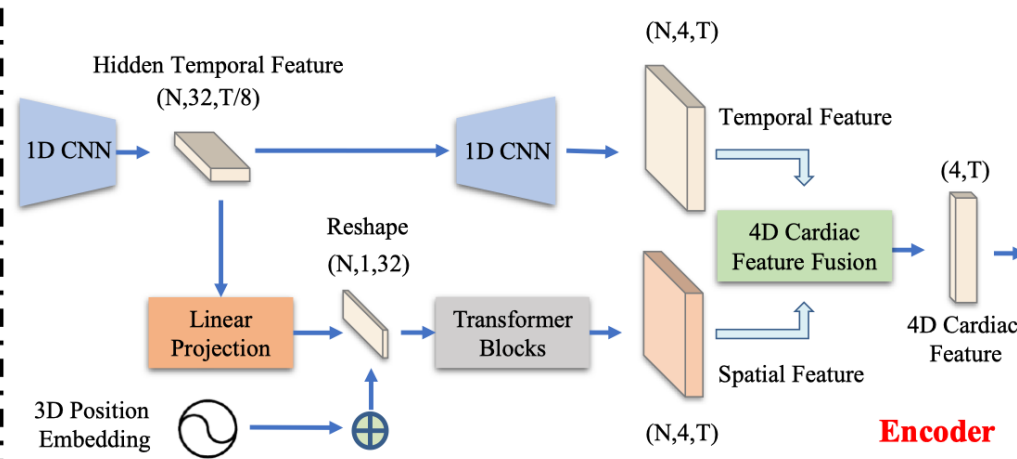 (N,4,T)
Hidden Temporal Feature
(N,32,T/8)
1D CNN
1D CNN
Temporal Feature
(4,T)
Reshape
(N,1,32)
4D Cardiac
Feature Fusion
Linear
Projection
Transformer
Blocks
4D Cardiac
Feature
Spatial Feature
3D Position
Embedding
(N,4,T)
Encoder